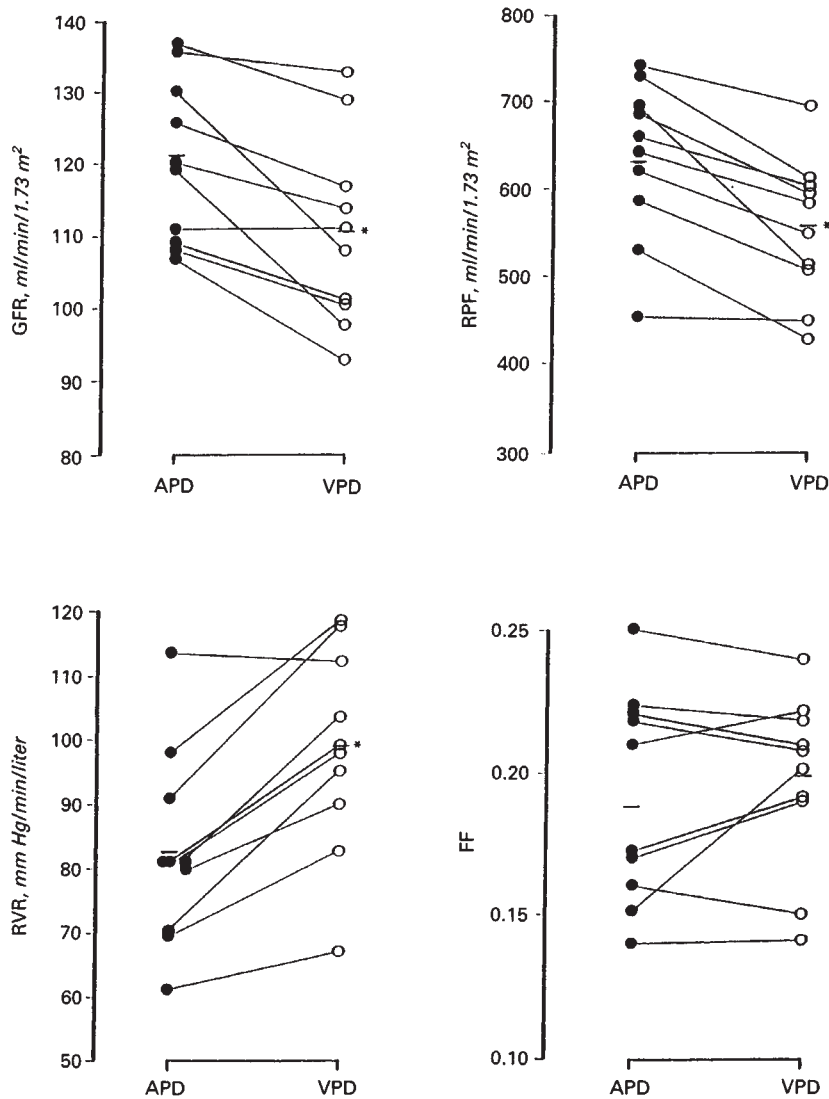 GFR, ml/min/1.73 m²
140
130
120
110
100
90
80
APD
VPD
*
RPF, ml/min/1.73 m²
800
700
600
500
400
300
APD
VPD
*
RVR, mm Hg/min/liter
120
110
100
90
80
70
60
50
APD
VPD
*
FF
0.25
0.20
0.15
0.10
APD
VPD